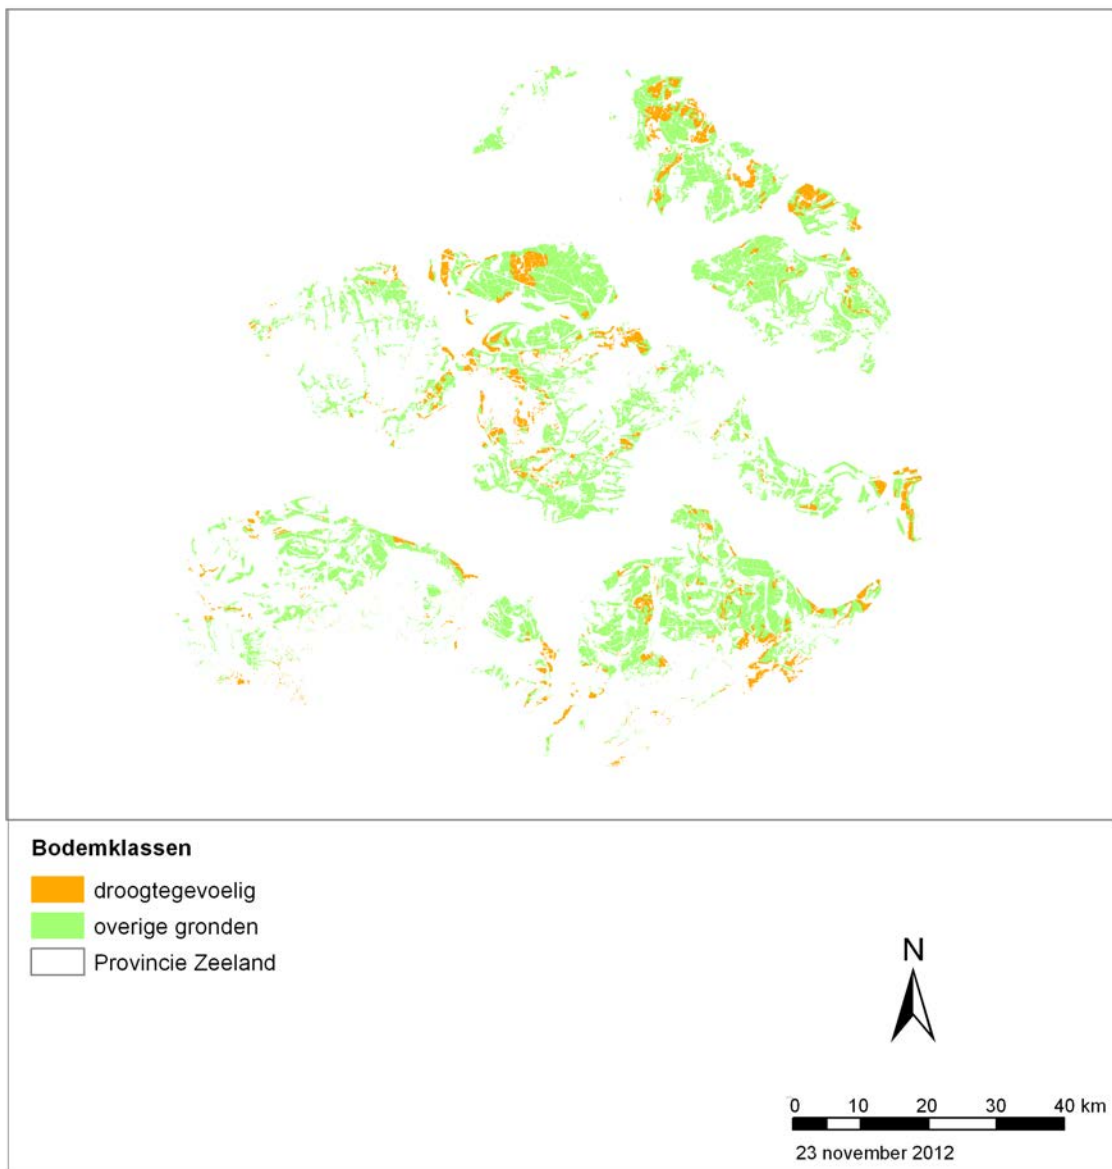 Bodemklassen
droogtegevoelig
overige gronden
Provincie Zeeland
N
0 10 20 30 40 km
23 november 2012